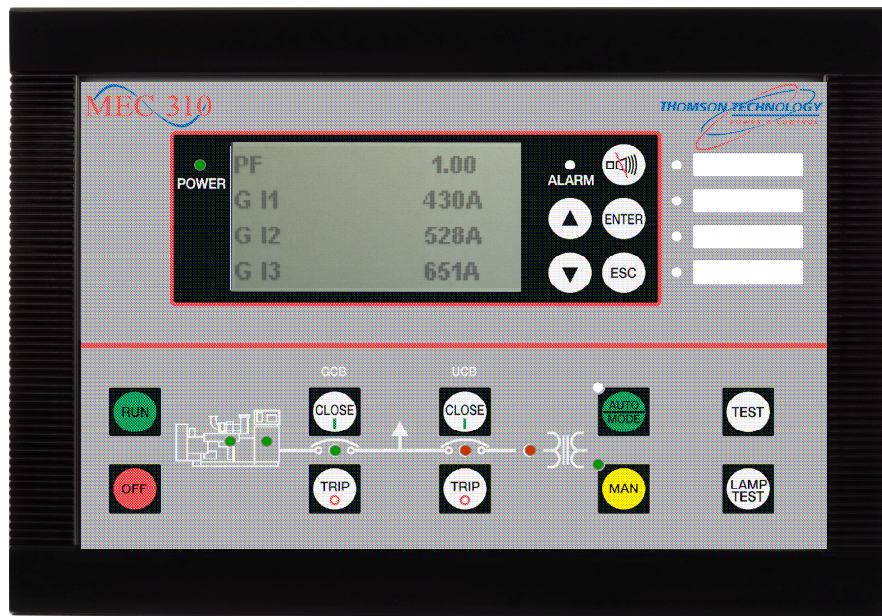 MEC 310
THOMSON TECHNOLOGY
POWER
PF 1.00
G I1 430A
G I2 528A
G I3 651A
ALARM
ENTER
ESC
GCB
UCB
RUN
CLOSE
CLOSE
AUTO
MODE
TEST
OFF
TRIP
TRIP
MAN
LAMP
TEST